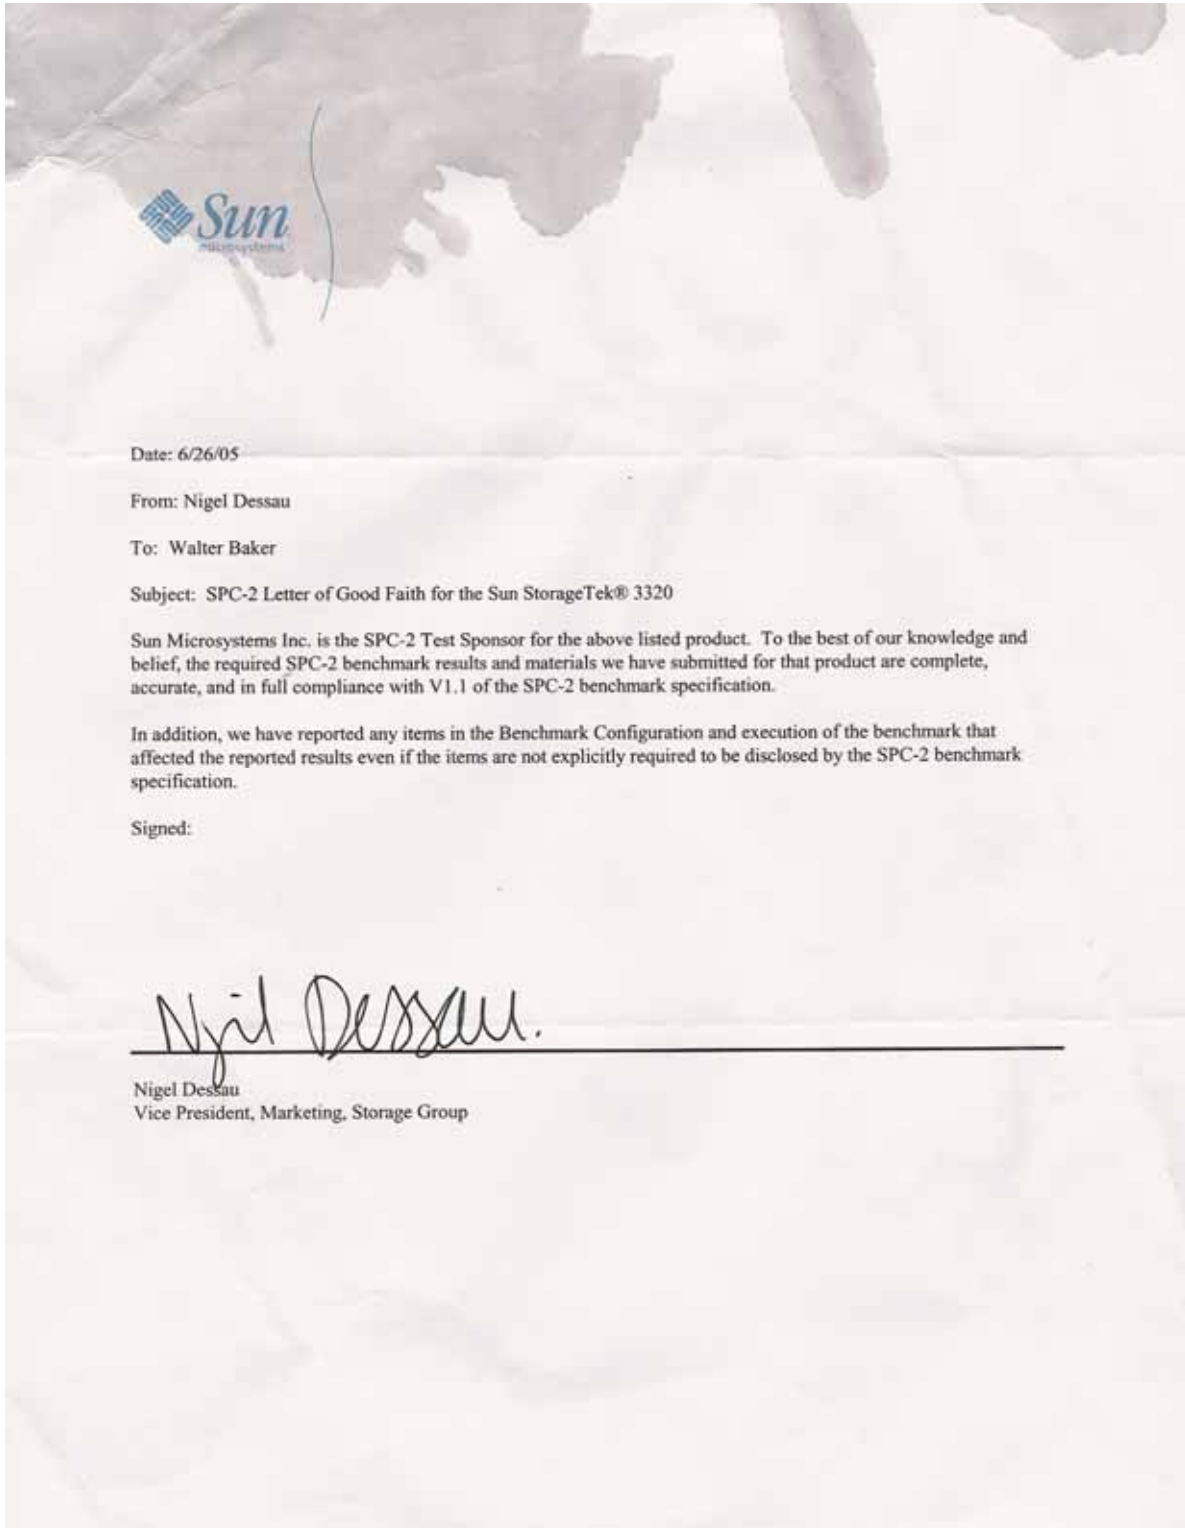 Sun
microsystems
Date: 6/26/05
From: Nigel Dessau
To: Walter Baker
Subject: SPC-2 Letter of Good Faith for the Sun StorageTek® 3320
Sun Microsystems Inc. is the SPC-2 Test Sponsor for the above listed product. To the best of our knowledge and
belief, the required SPC-2 benchmark results and materials we have submitted for that product are complete,
accurate, and in full compliance with V1.1 of the SPC-2 benchmark specification.
In addition, we have reported any items in the Benchmark Configuration and execution of the benchmark that
affected the reported results even if the items are not explicitly required to be disclosed by the SPC-2 benchmark
specification.
Signed:
Nigel Dessau.
Nigel Dessau
Vice President, Marketing, Storage Group